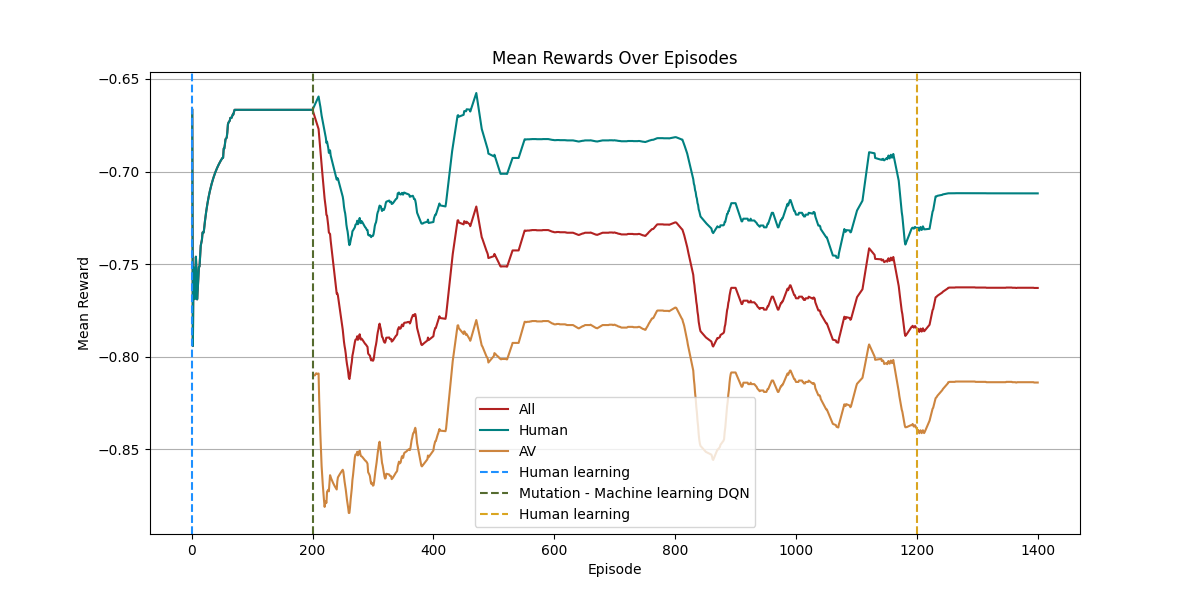 Mean Rewards Over Episodes
−0.65
−0.70
−0.75
−0.80
−0.85
Mean Reward
All
Human
AV
Human learning
Mutation - Machine learning DQN
Human learning
0 200 400 600 800 1000 1200 1400
Episode